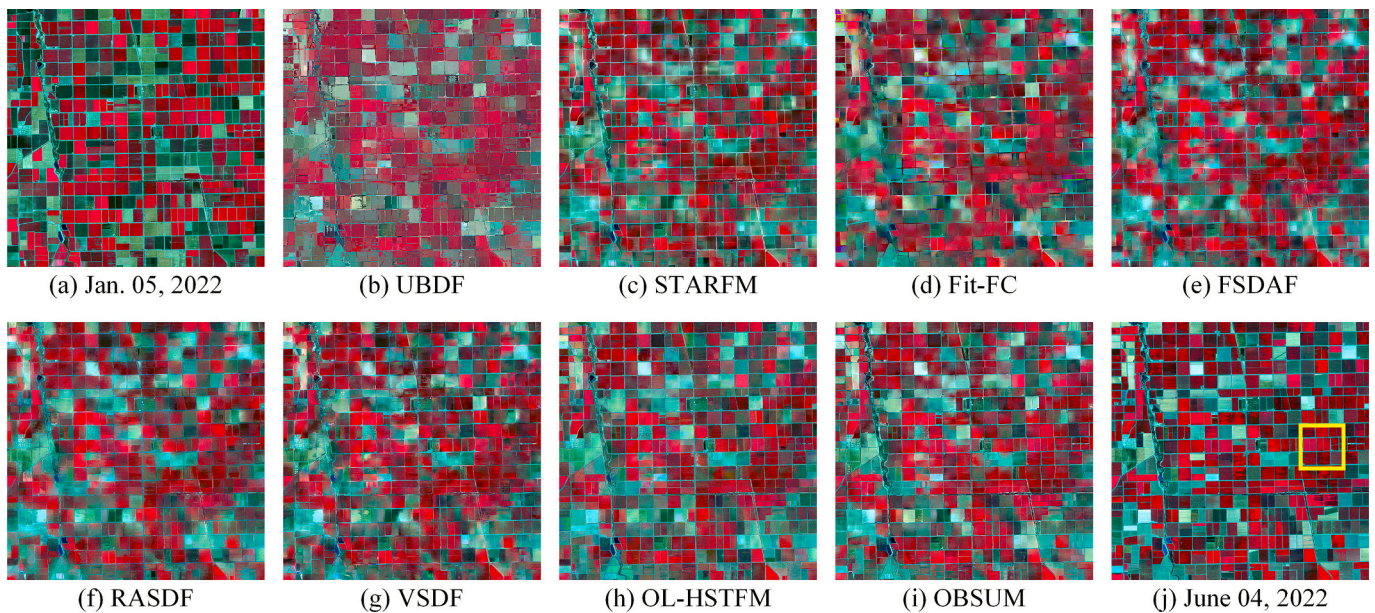 (a) Jan. 05, 2022
(b) UBDF
(c) STARFM
(d) Fit-FC
(e) FSDAF
(f) RASDF
(g) VSDF
(h) OL-HSTFM
(i) OBSUM
(j) June 04, 2022